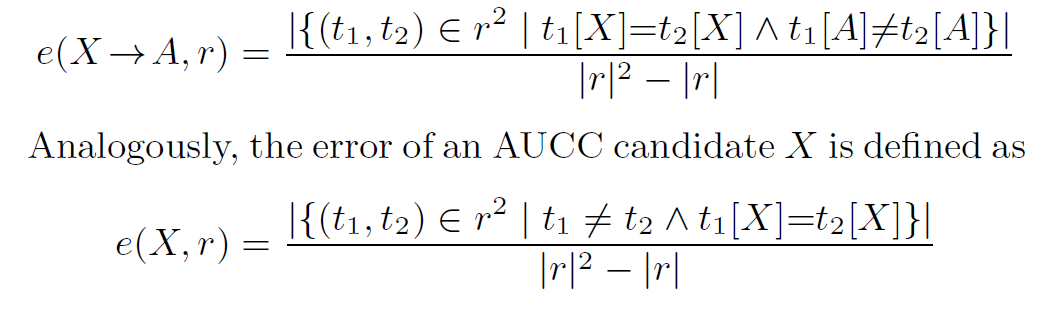 e(X → A, r) = |{(t₁, t₂) ∈ r² | t₁[X]=t₂[X] ∧ t₁[A]≠t₂[A]}| / |r|² − |r|
Analogously, the error of an AUCC candidate X is defined as
e(X, r) = |{(t₁, t₂) ∈ r² | t₁ ≠ t₂ ∧ t₁[X]=t₂[X]}| / |r|² − |r|